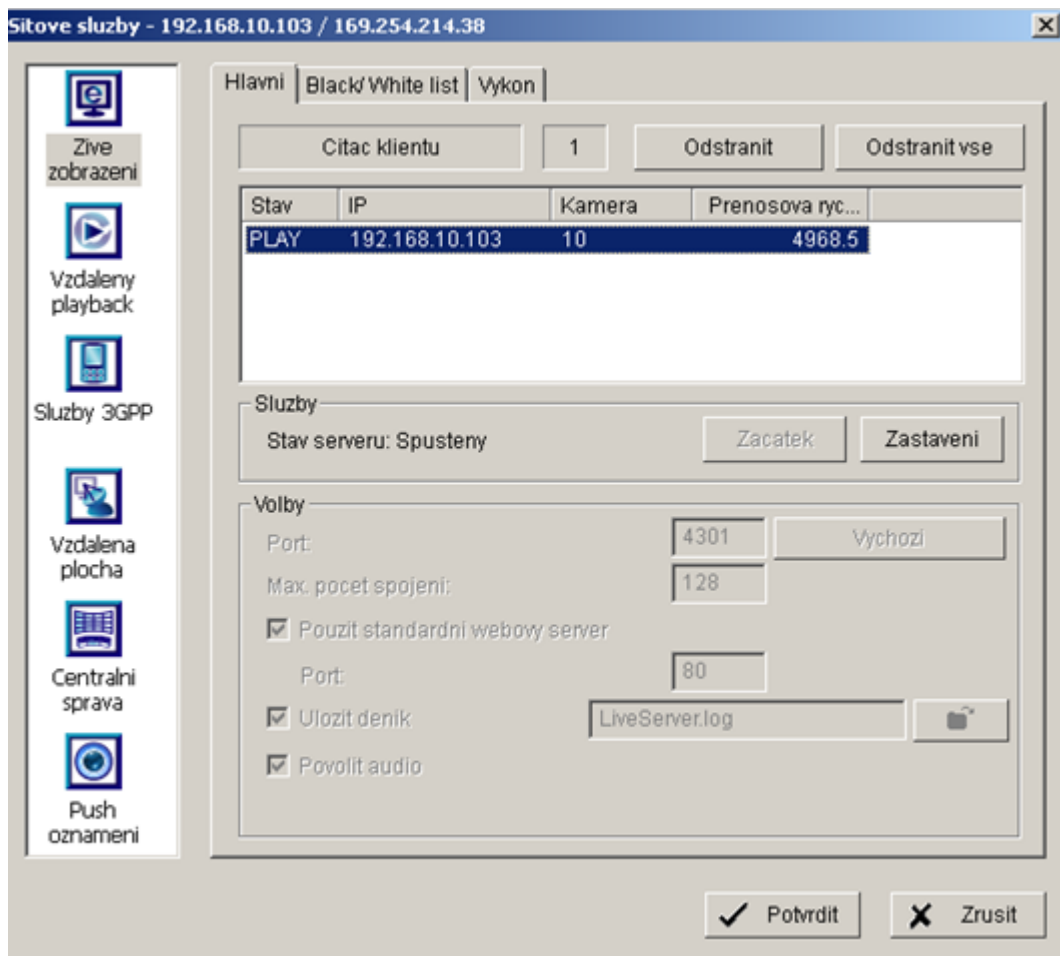 Sitove sluzby - 192.168.10.103 / 169.254.214.38
Zive
zobrazeni
Vzdaleny
playback
Sluzby 3GPP
Vzdalena
plocha
Centralni
sprava
Push
oznameni
Hlavni Black/ White list Vykon
Citac klientu 1 Odstranit Odstranit vse
Stav IP Kamera Prenosova ryc...
PLAY 192.168.10.103 10 4968.5
Sluzby
Stav serveru: Spusteny Zacatek Zastaveni
Volby
Port: 4301 Vychozi
Max. pocet spojeni: 128
Pouzit standardni webovy server
Port: 80
Ulozit denik LiveServer.log
Povolit audio
Potvrdit Zrusit